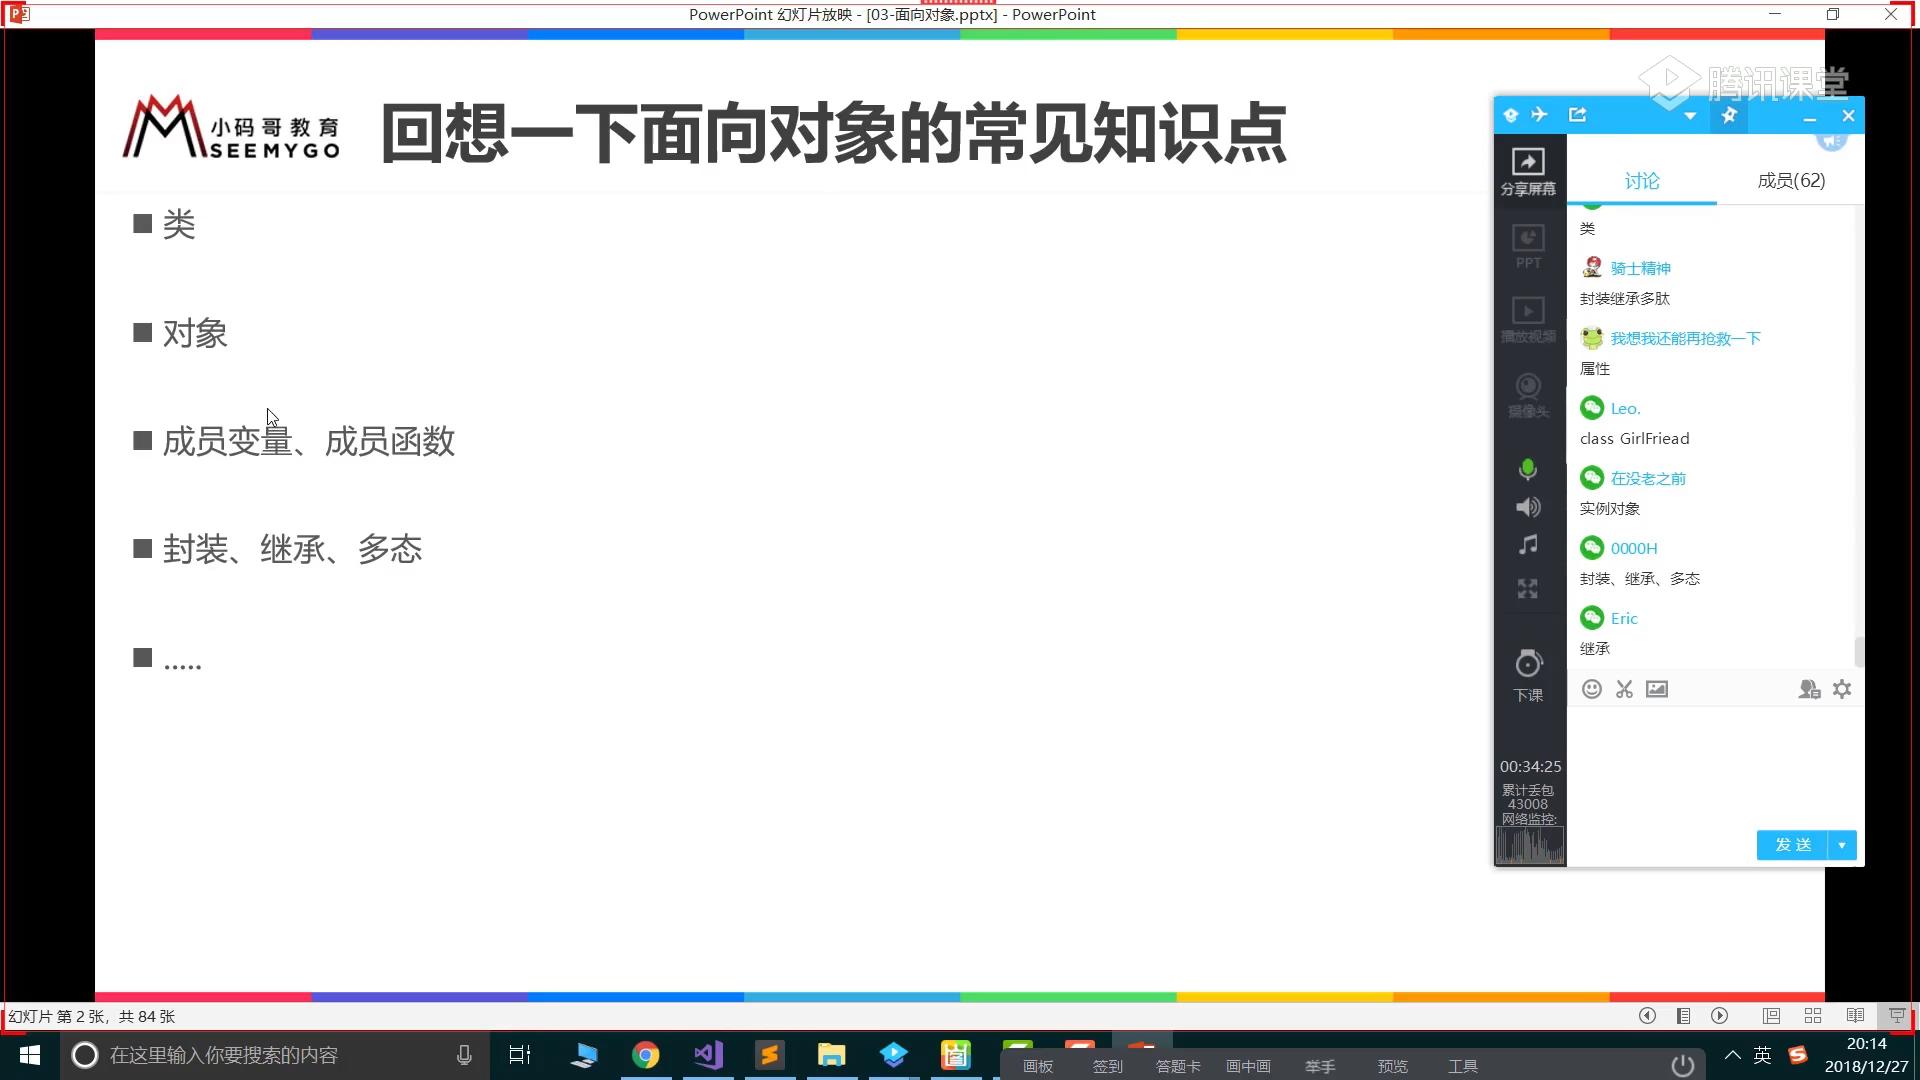 PowerPoint 幻灯片放映 - [03-面向对象.pptx] - PowerPoint
腾讯课堂
小码哥教育
SEEMYGO
回想一下面向对象的常见知识点
■ 类
■ 对象
■ 成员变量、成员函数
■ 封装、继承、多态
■ .....
分享屏幕
PPT
播放视频
摄像头
下课
00:34:25
累计丢包
43008
网络监控:
讨论
成员(62)
类
骑士精神
封装继承多肽
我想我还能再抢救一下
属性
Leo.
class GirlFriead
在没老之前
实例对象
0000H
封装、继承、多态
Eric
继承
发送
幻灯片 第 2 张，共 84 张
在这里输入你要搜索的内容
画板
签到
答题卡
画中画
举手
预览
工具
英
20:14
2018/12/27